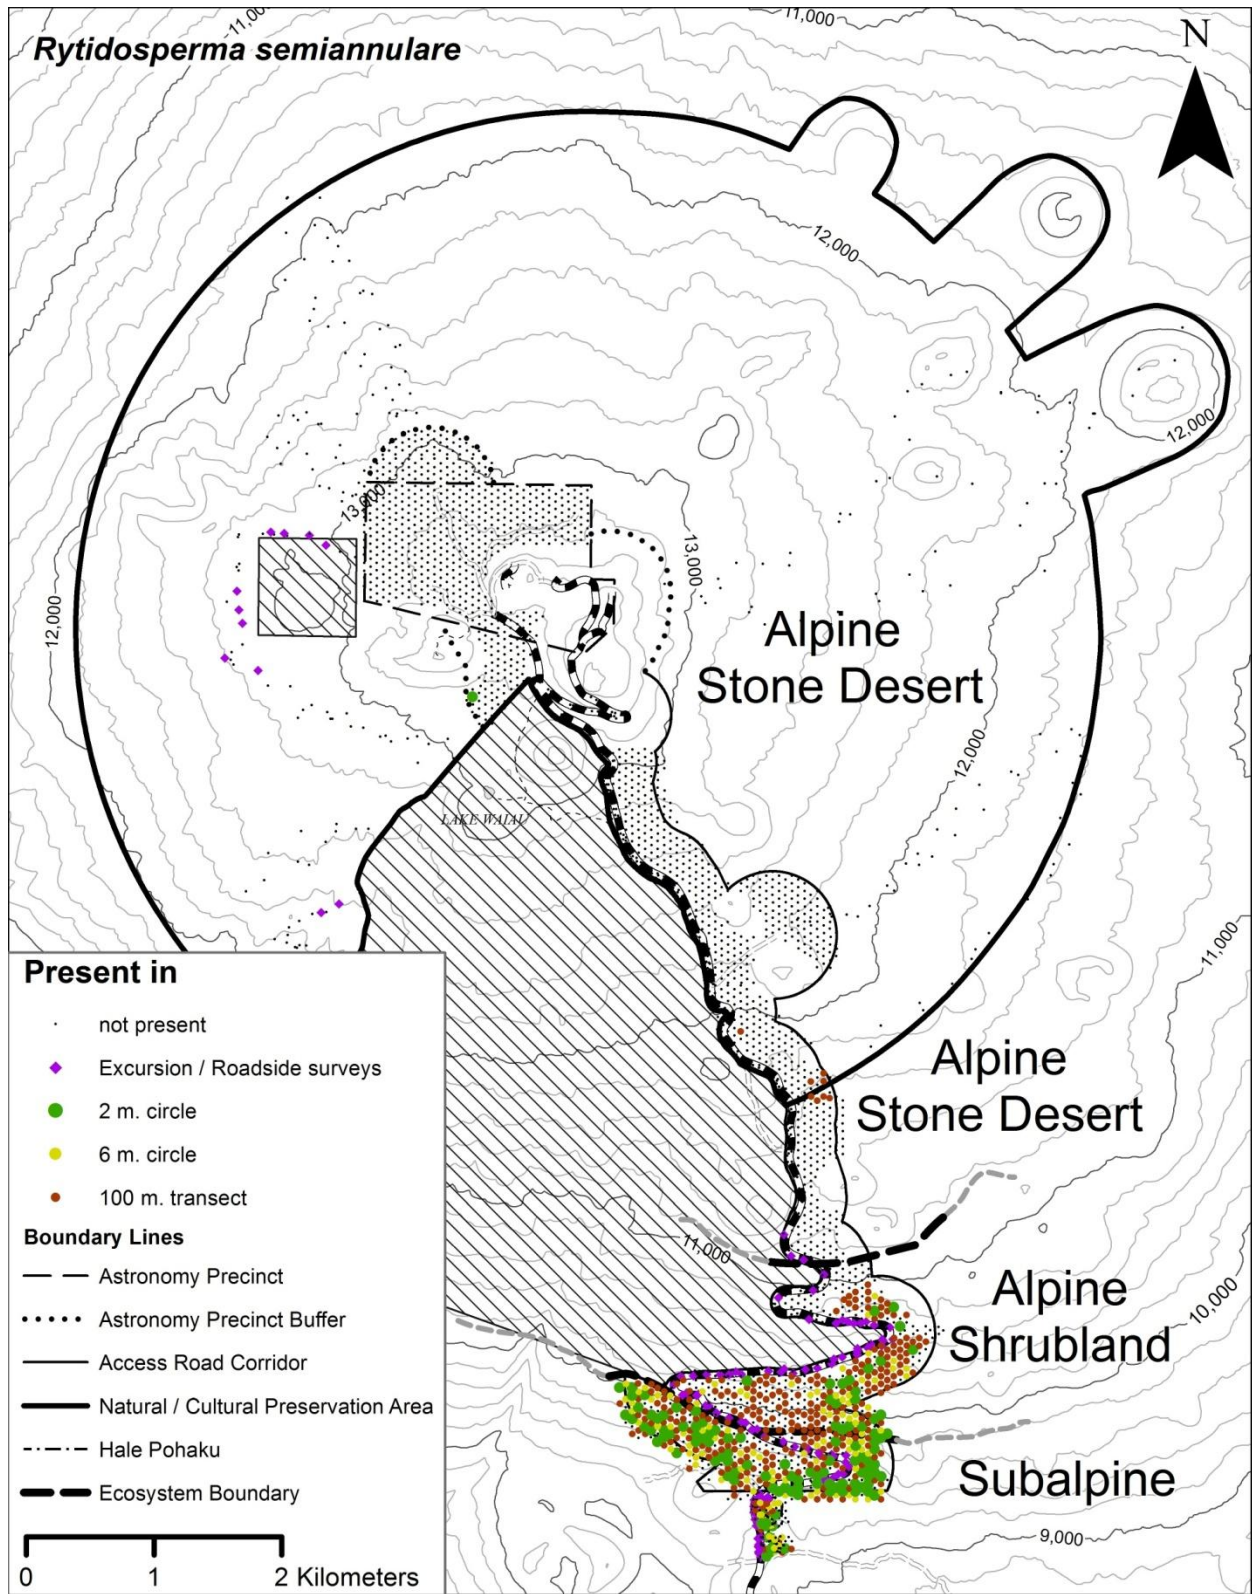 11,000
11,000
Rytidosperma semiannulare
N
12,000
12,000
13,000
13,000
12,000
Alpine
Stone Desert
12,000
LAKE WAIAU
11,000
Alpine
Stone Desert
11,000
Alpine
Shrubland
10,000
Subalpine
9,000
Present in
not present
Excursion / Roadside surveys
2 m. circle
6 m. circle
100 m. transect
Boundary Lines
Astronomy Precinct
Astronomy Precinct Buffer
Access Road Corridor
Natural / Cultural Preservation Area
Hale Pohaku
Ecosystem Boundary
0 1 2 Kilometers